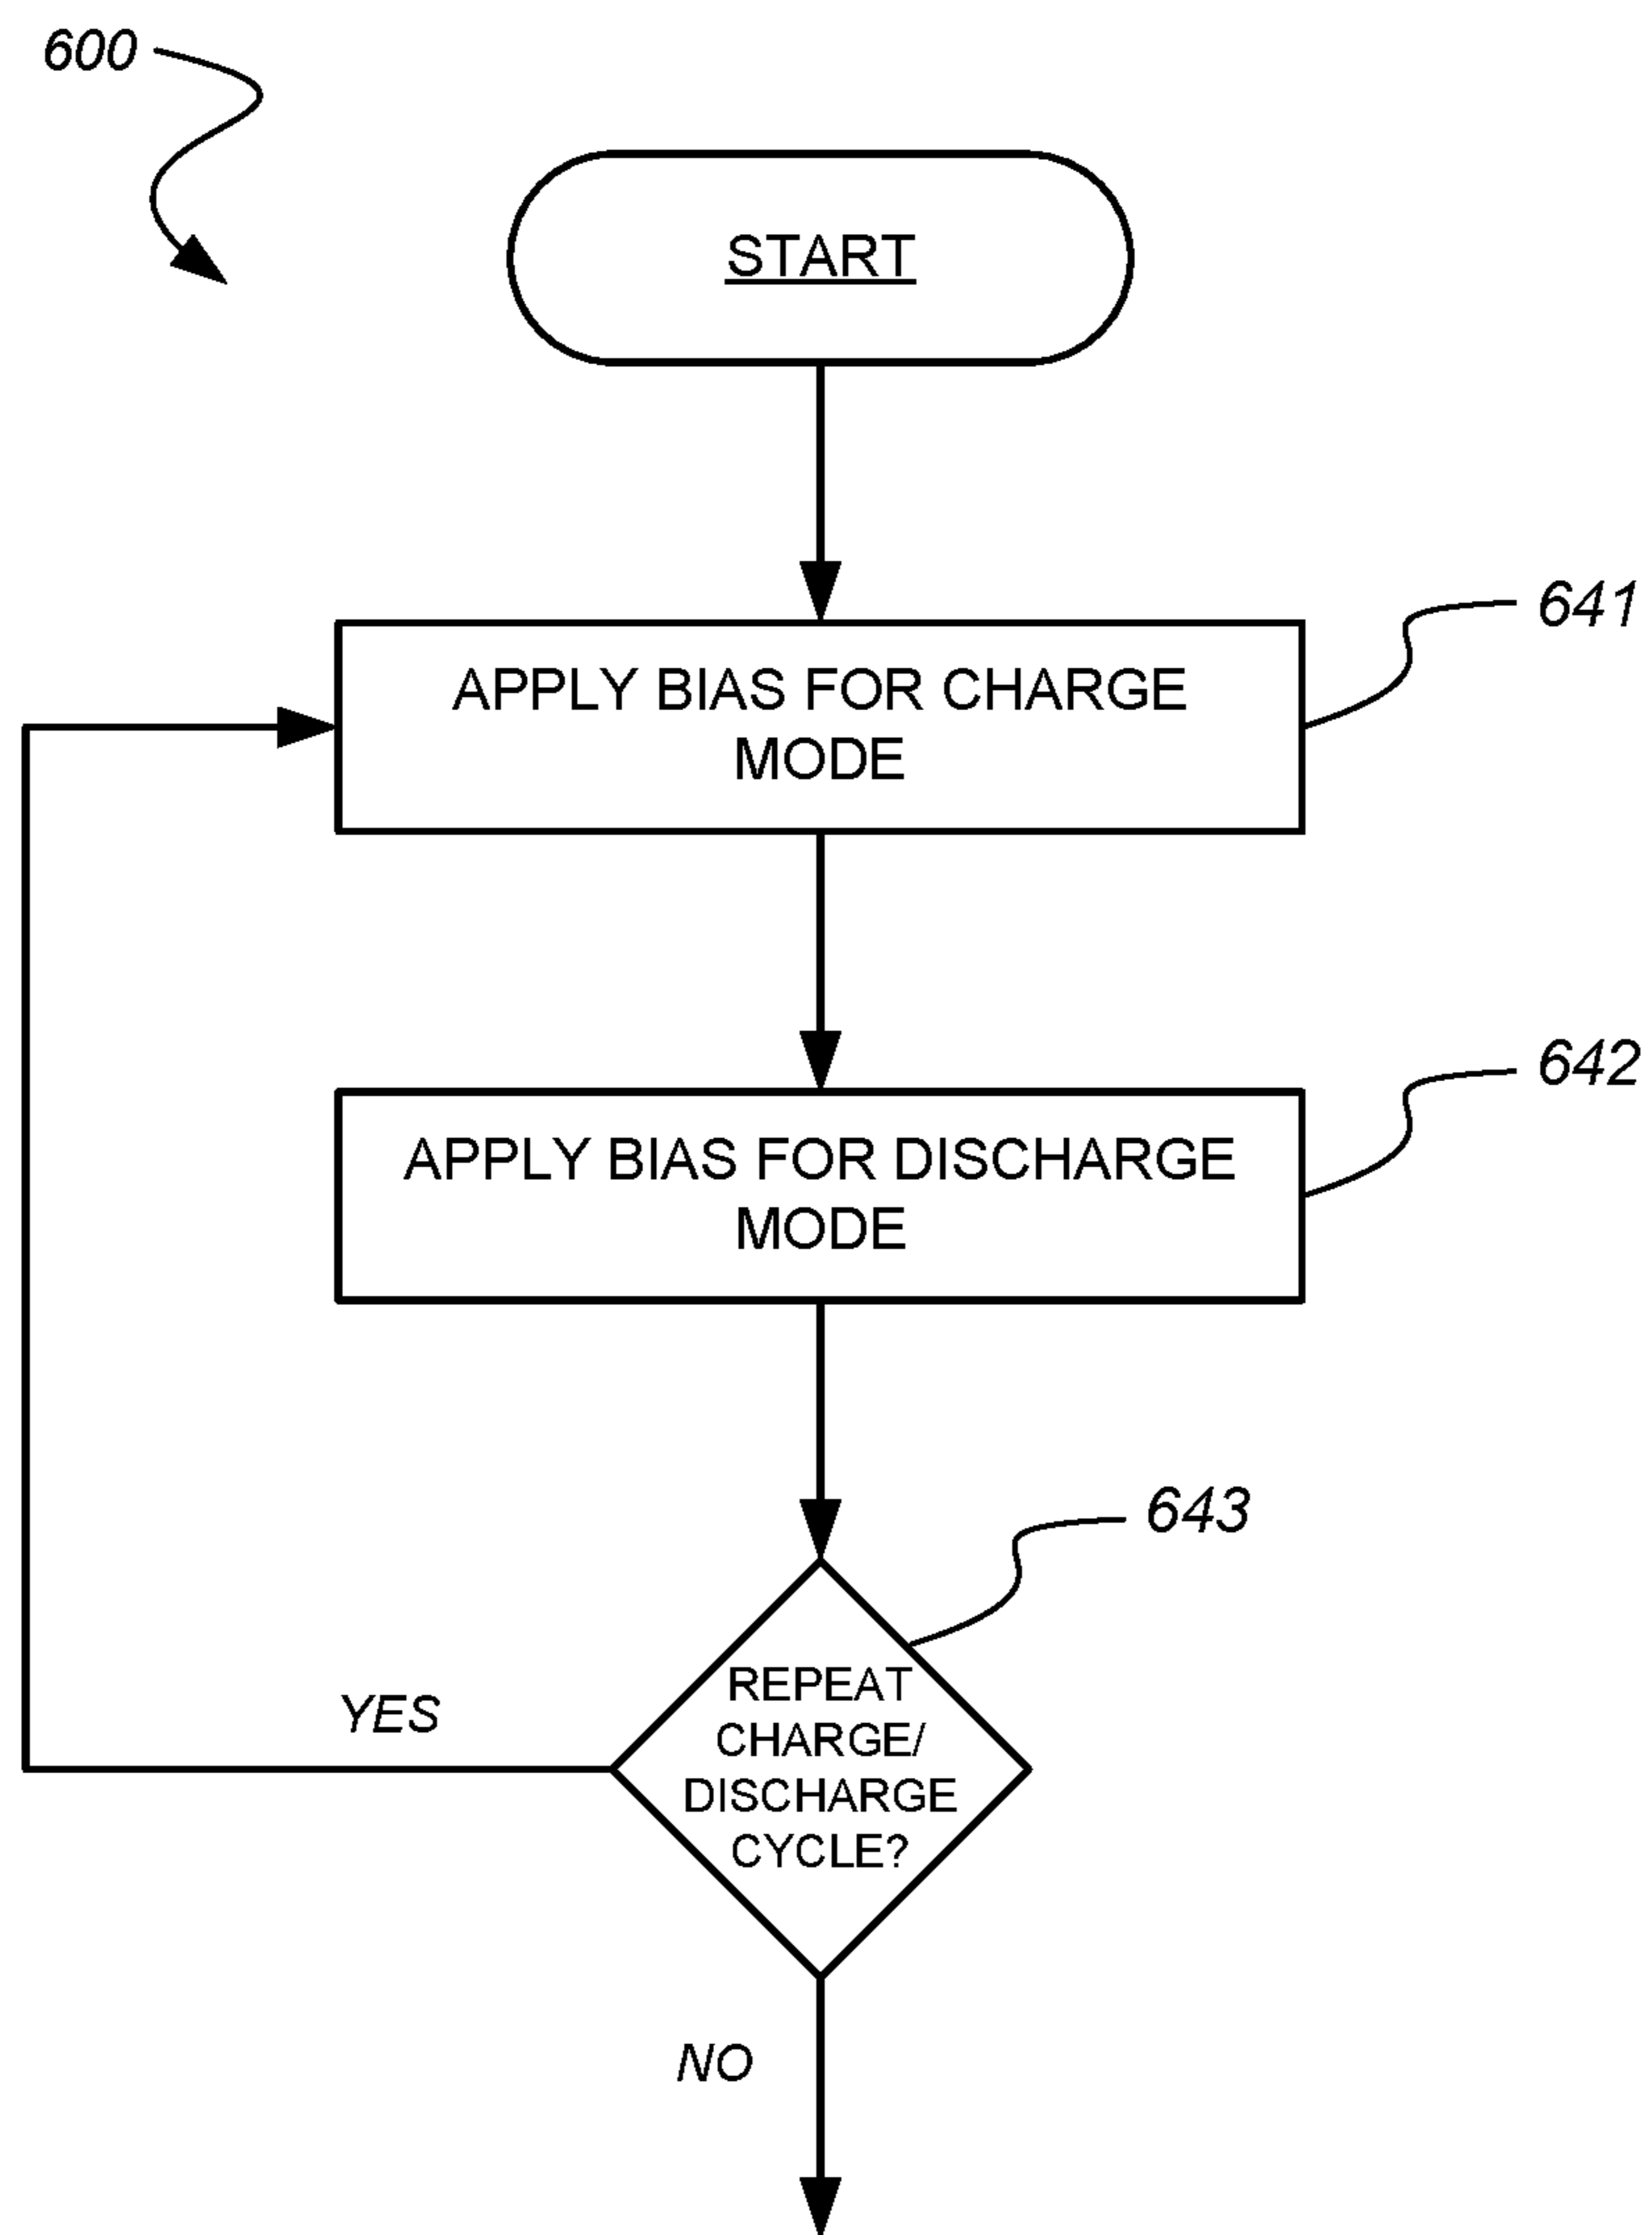 600
START
641
APPLY BIAS FOR CHARGE
MODE
642
APPLY BIAS FOR DISCHARGE
MODE
643
REPEAT
CHARGE/
DISCHARGE
CYCLE?
YES
NO